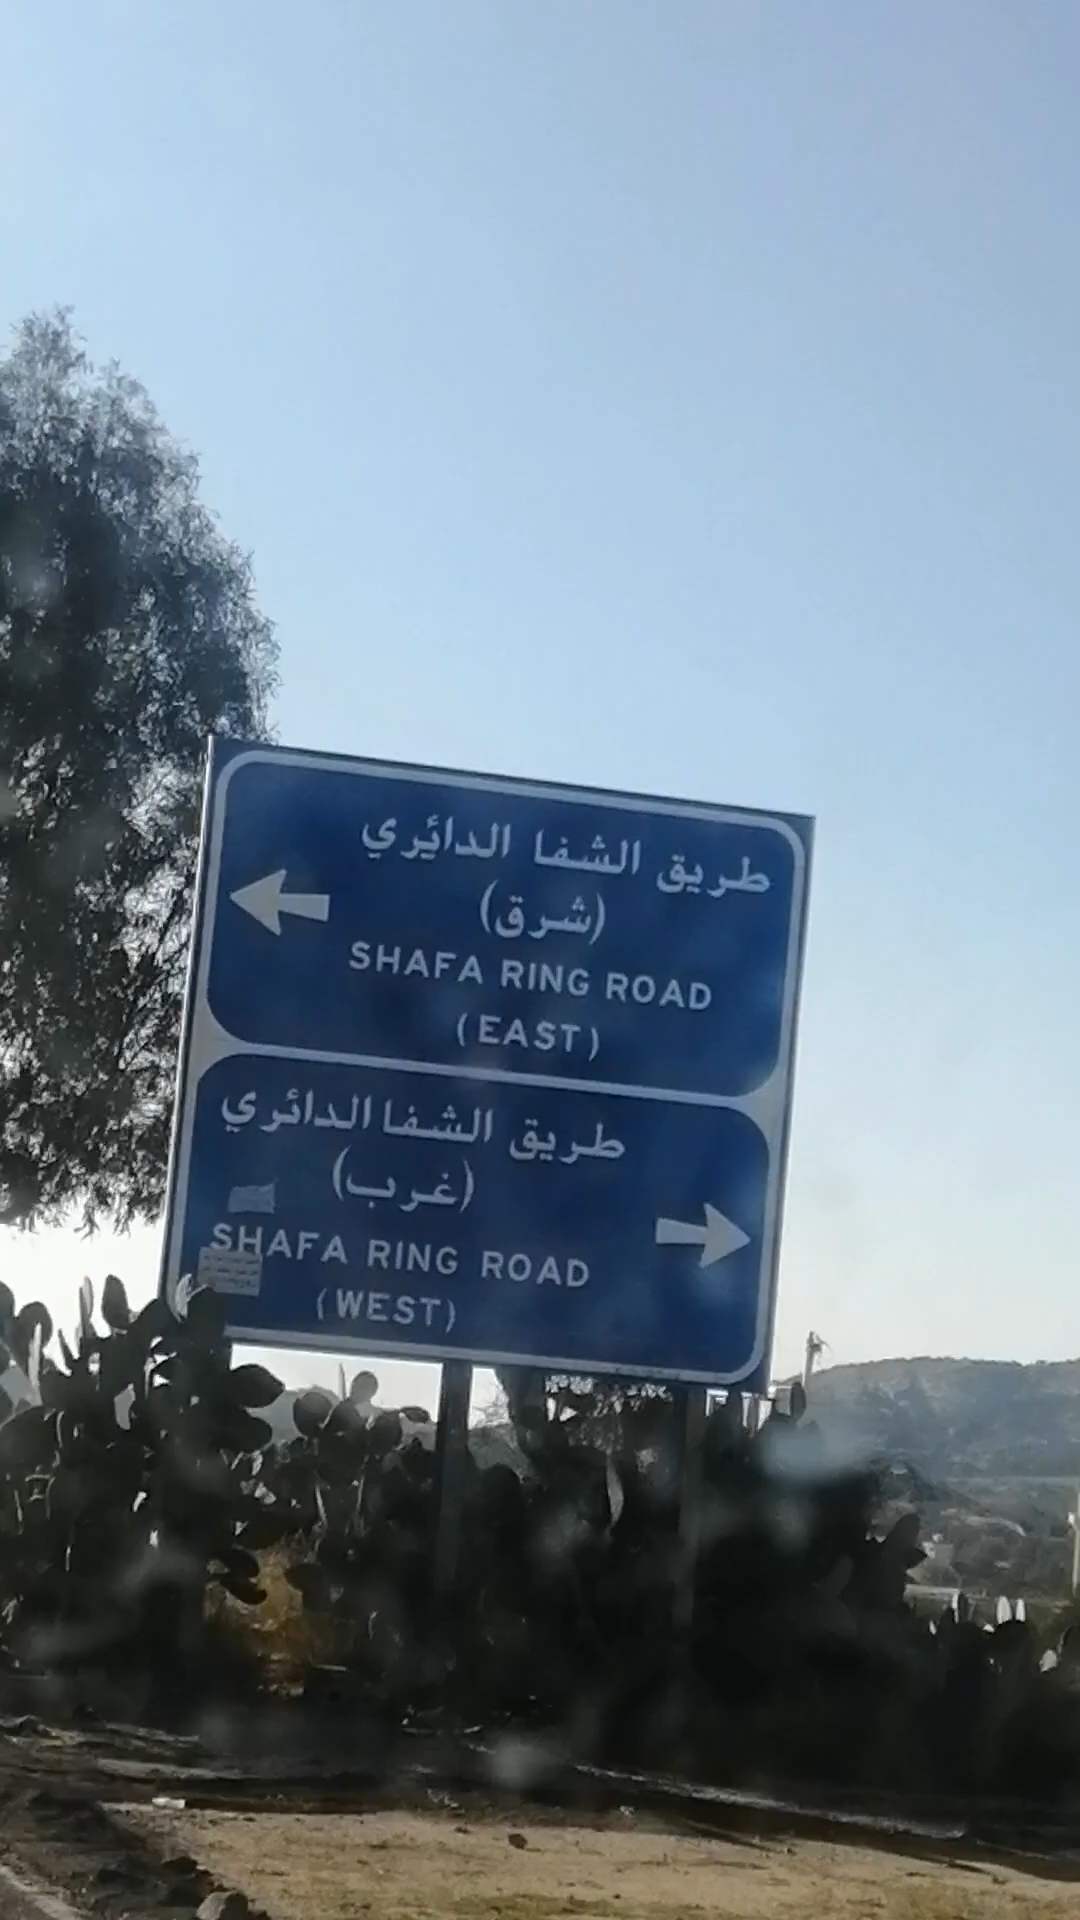 طريق الشفا الدائري
(شرق)
SHAFA RING ROAD
(EAST)
طريق الشفا الدائري
(غرب)
SHAFA RING ROAD
(WEST)